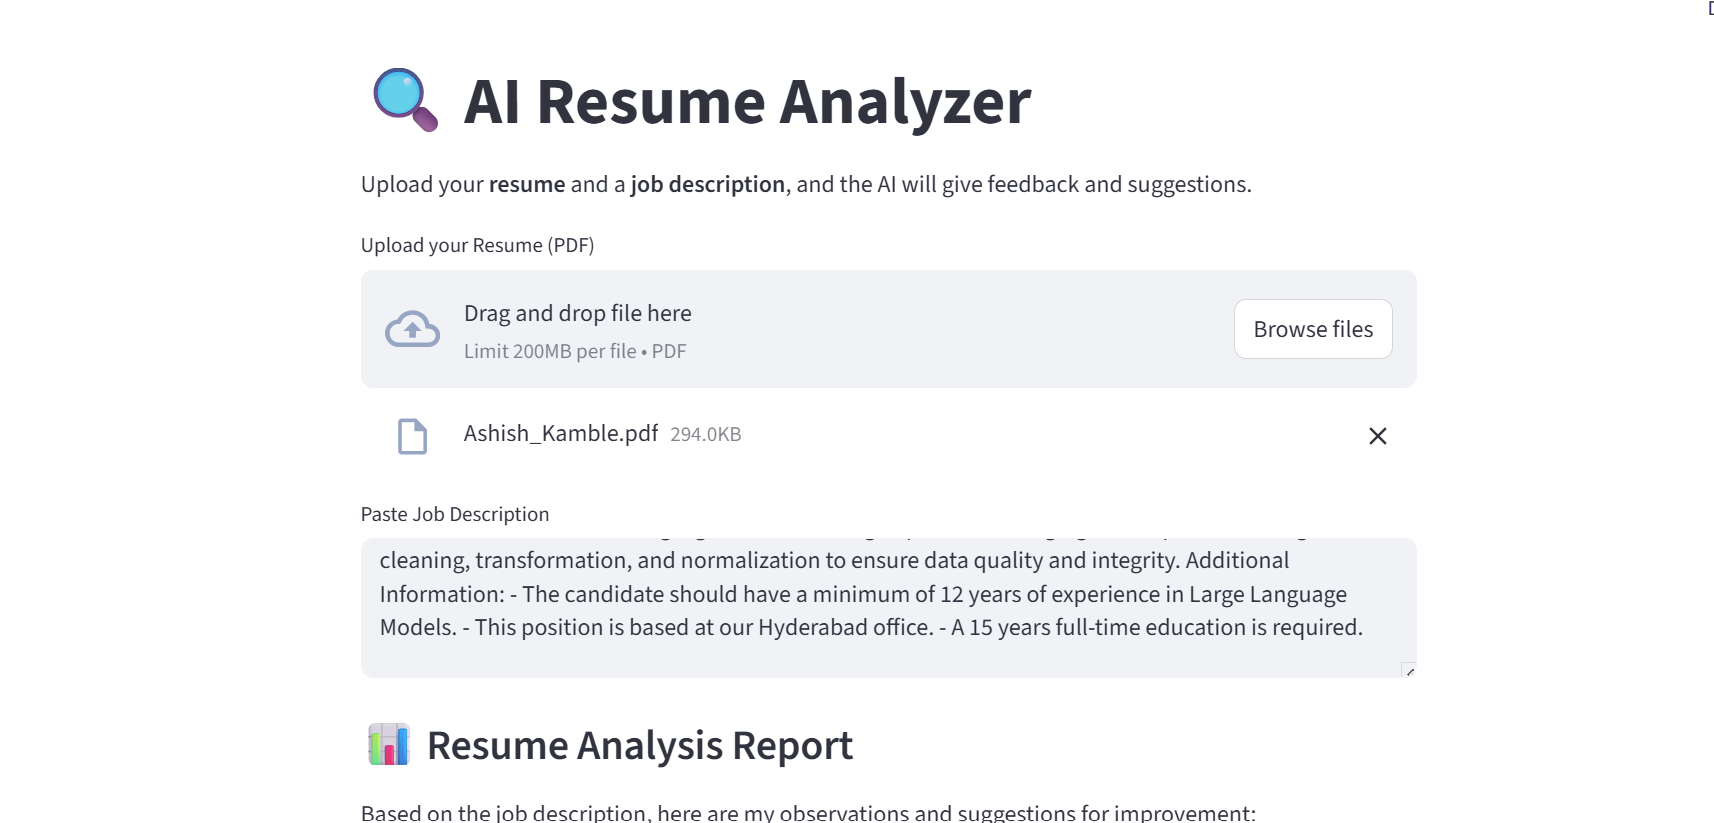 AI Resume Analyzer
Upload your resume and a job description, and the AI will give feedback and suggestions.
Upload your Resume (PDF)
Drag and drop file here
Limit 200MB per file • PDF
Browse files
Ashish_Kamble.pdf 294.0KB
Paste Job Description
cleaning, transformation, and normalization to ensure data quality and integrity. Additional
Information: - The candidate should have a minimum of 12 years of experience in Large Language
Models. - This position is based at our Hyderabad office. - A 15 years full-time education is required.
Resume Analysis Report
Based on the job description, here are my observations and suggestions for improvement: